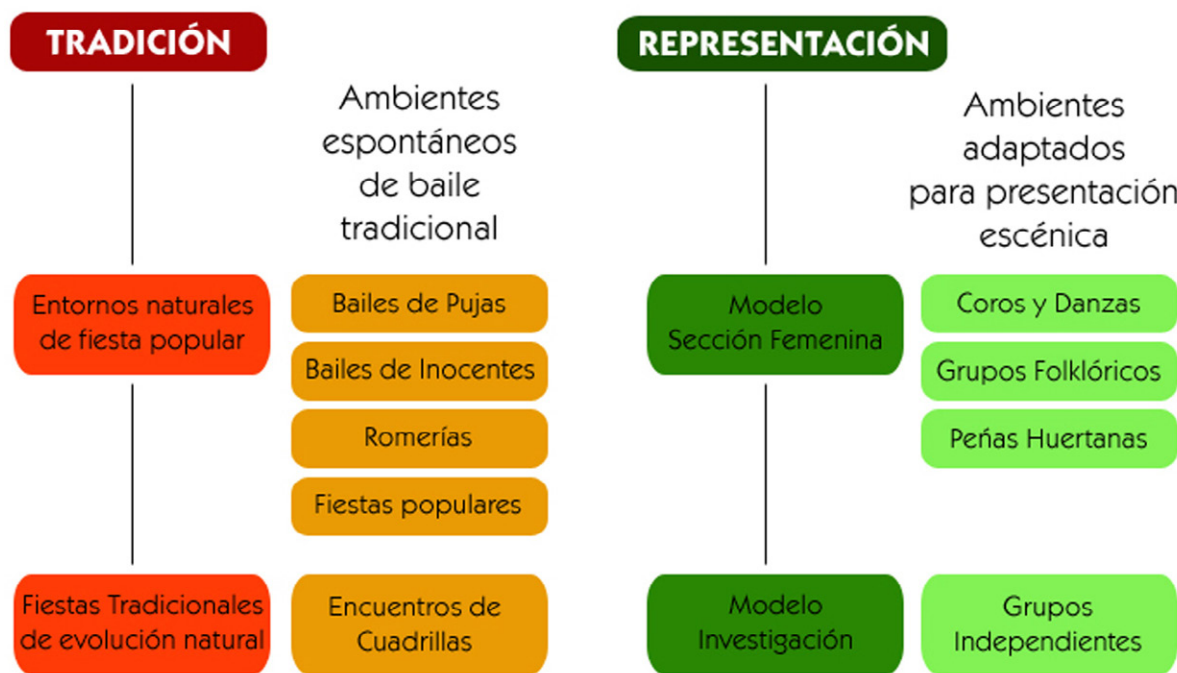 TRADICIÓN
Ambientes
espontáneos
de baile
tradicional
Entornos naturales
de fiesta popular
Bailes de Pujas
Bailes de Inocentes
Romerías
Fiestas populares
Fiestas Tradicionales
de evolución natural
Encuentros de
Cuadrillas
REPRESENTACIÓN
Ambientes
adaptados
para presentación
escénica
Modelo
Sección Femenina
Coros y Danzas
Grupos Folklóricos
Peñas Huertanas
Modelo
Investigación
Grupos
Independientes